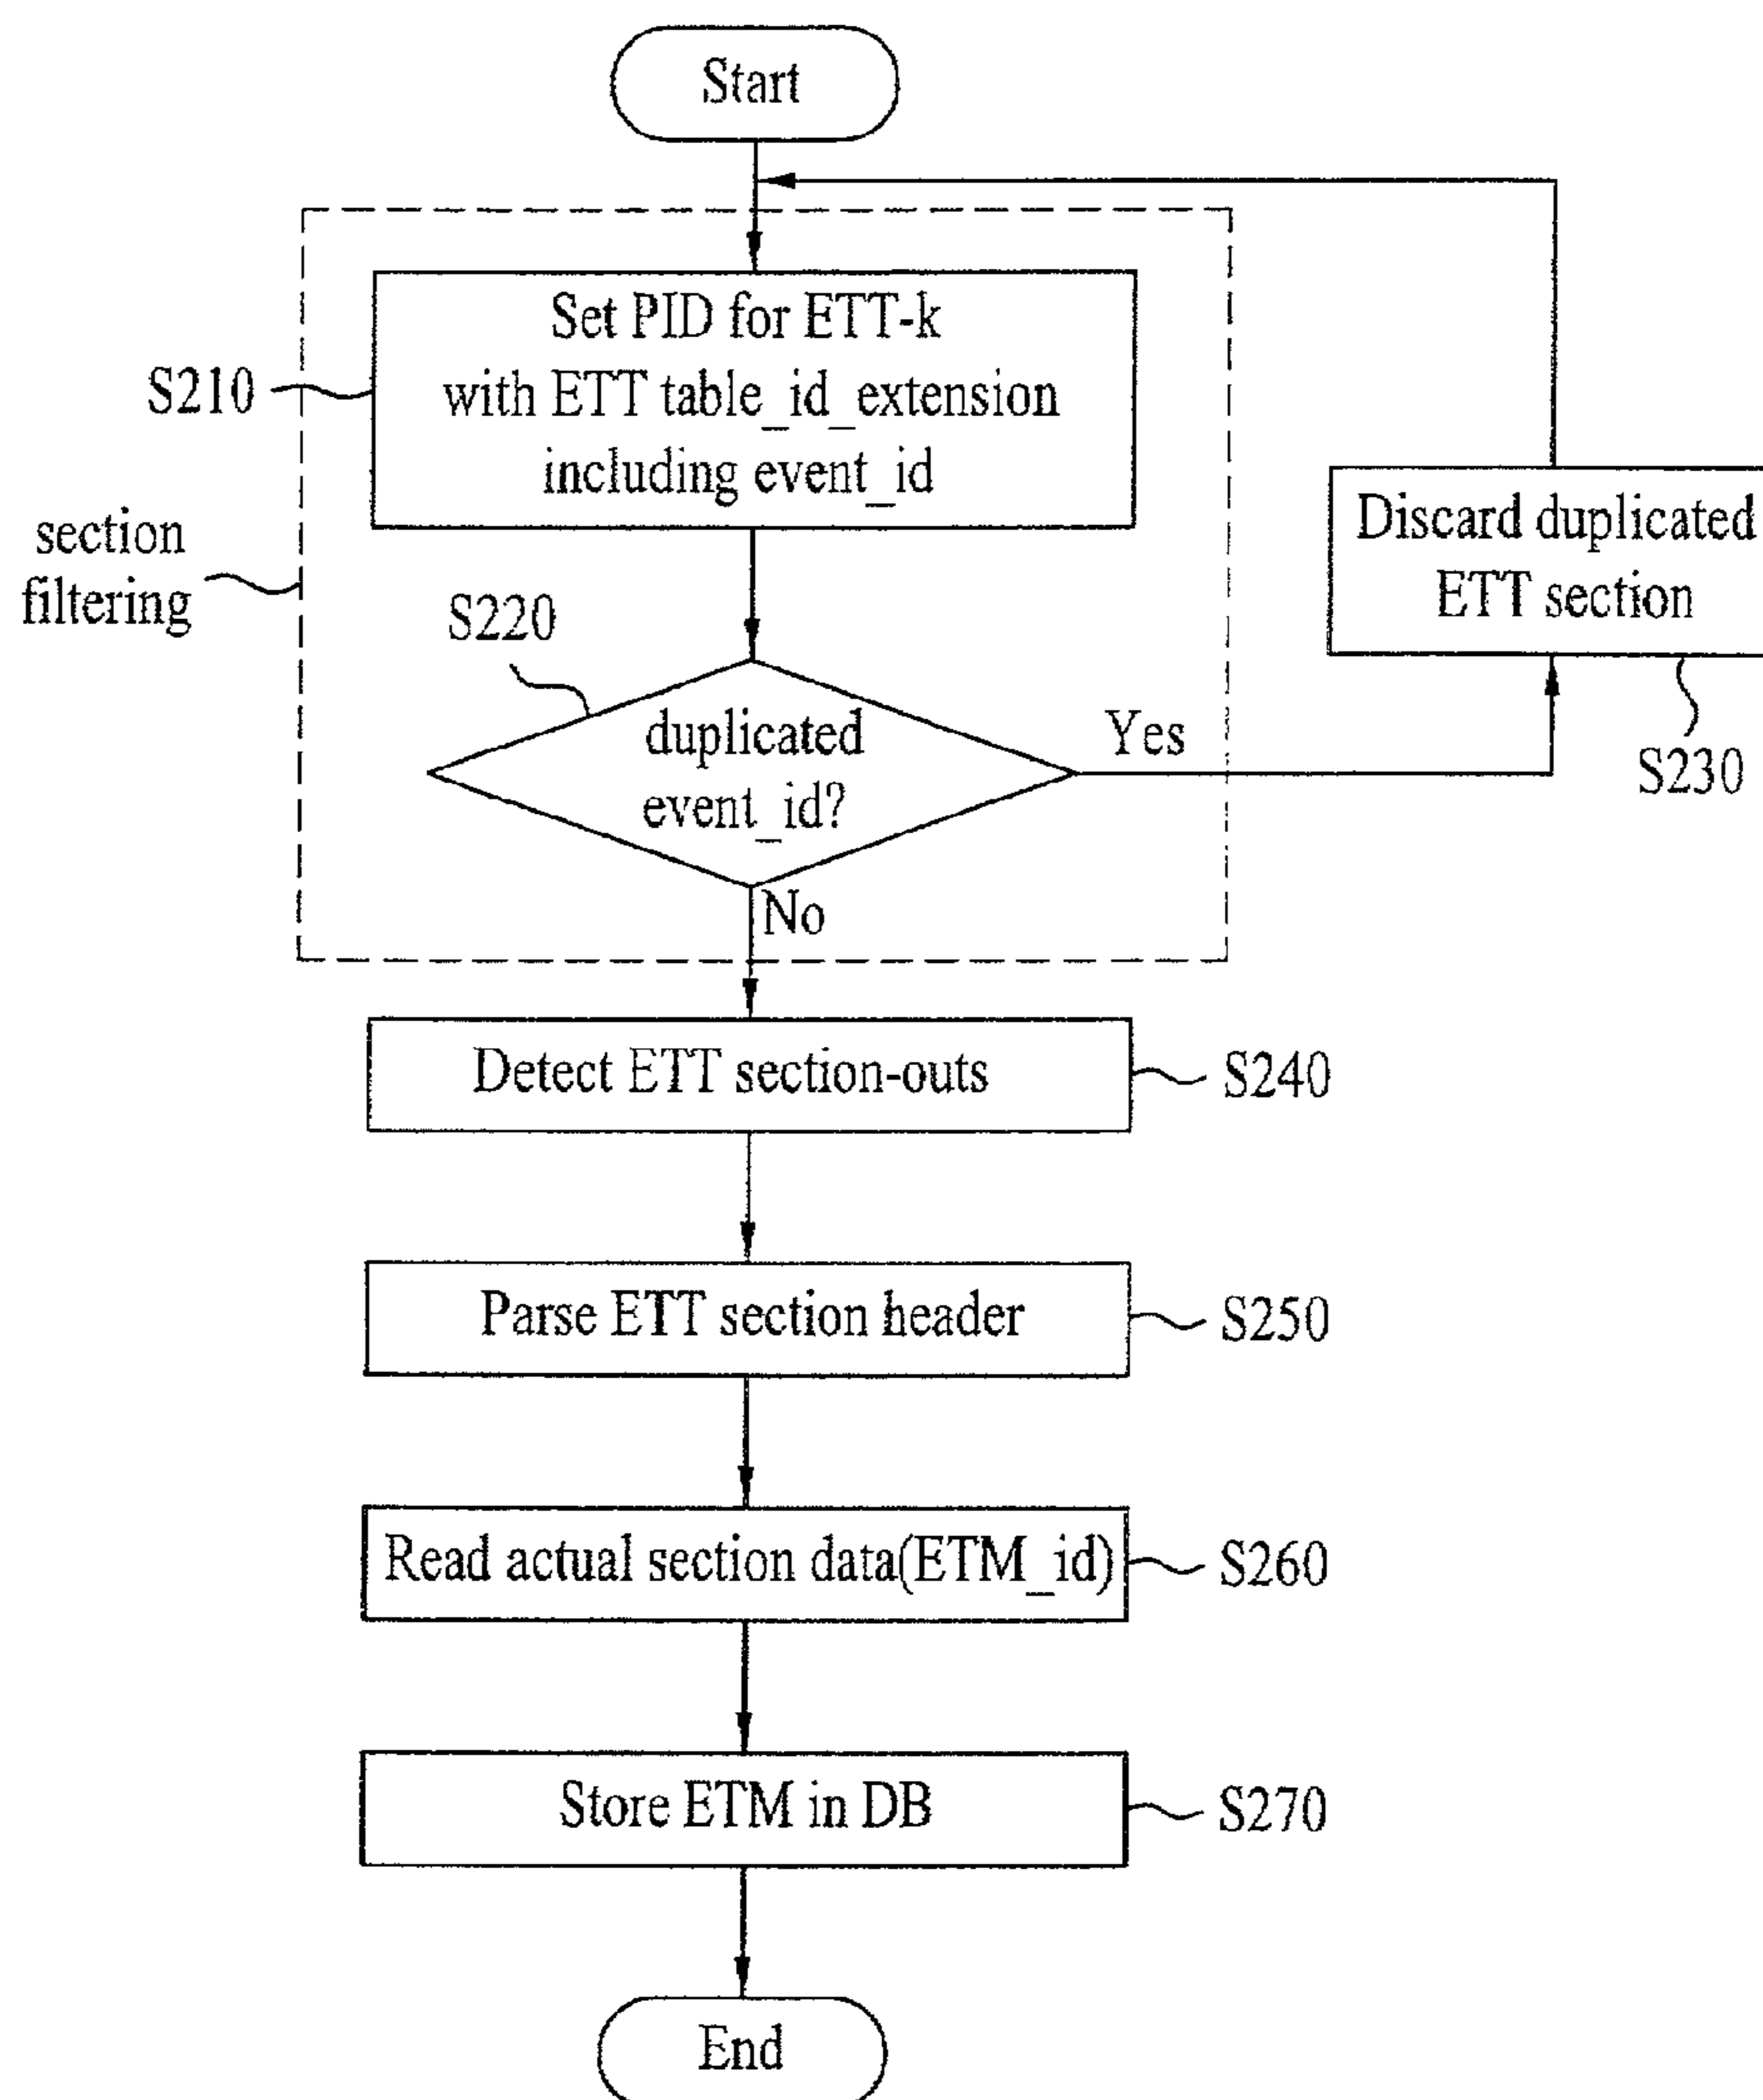 Start
Set PID for ETT-k
with ETT table_id_extension
including event_id
S210
section
filtering
Discard duplicated
ETT section
S230
S220
duplicated
event_id?
Yes
No
Detect ETT section-outs
S240
Parse ETT section header
S250
Read actual section data(ETM_id)
S260
Store ETM in DB
S270
End